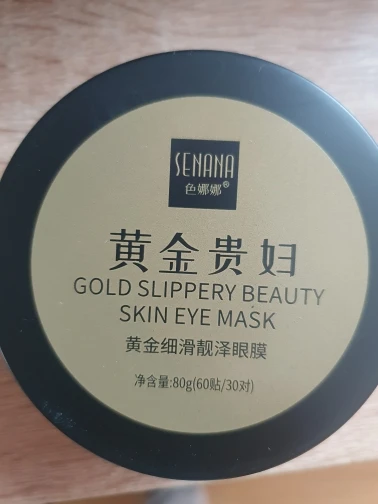 SENANA
色娜娜®
黄金贵妇
GOLD SLIPPERY BEAUTY
SKIN EYE MASK
黄金细滑靓泽眼膜
净含量:80g(60贴/30对)